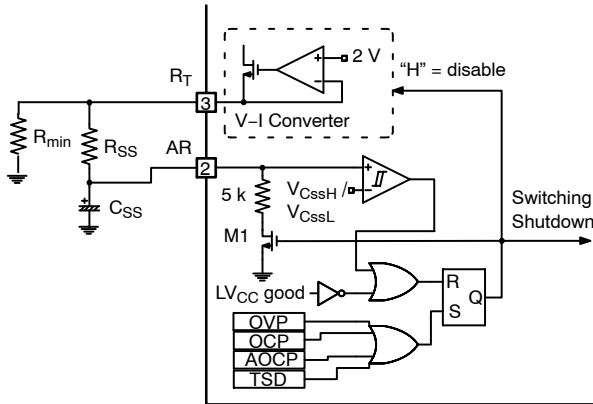 R_T
3
+
−
2 V
V−I Converter
“H” = disable
R_min
R_SS
AR
2
+
C_SS
5 k
V_CssH /
V_CssL
+
−
M1
Switching
Shutdown
LV_CC good
R
S
Q
OVP
OCP
AOCP
TSD